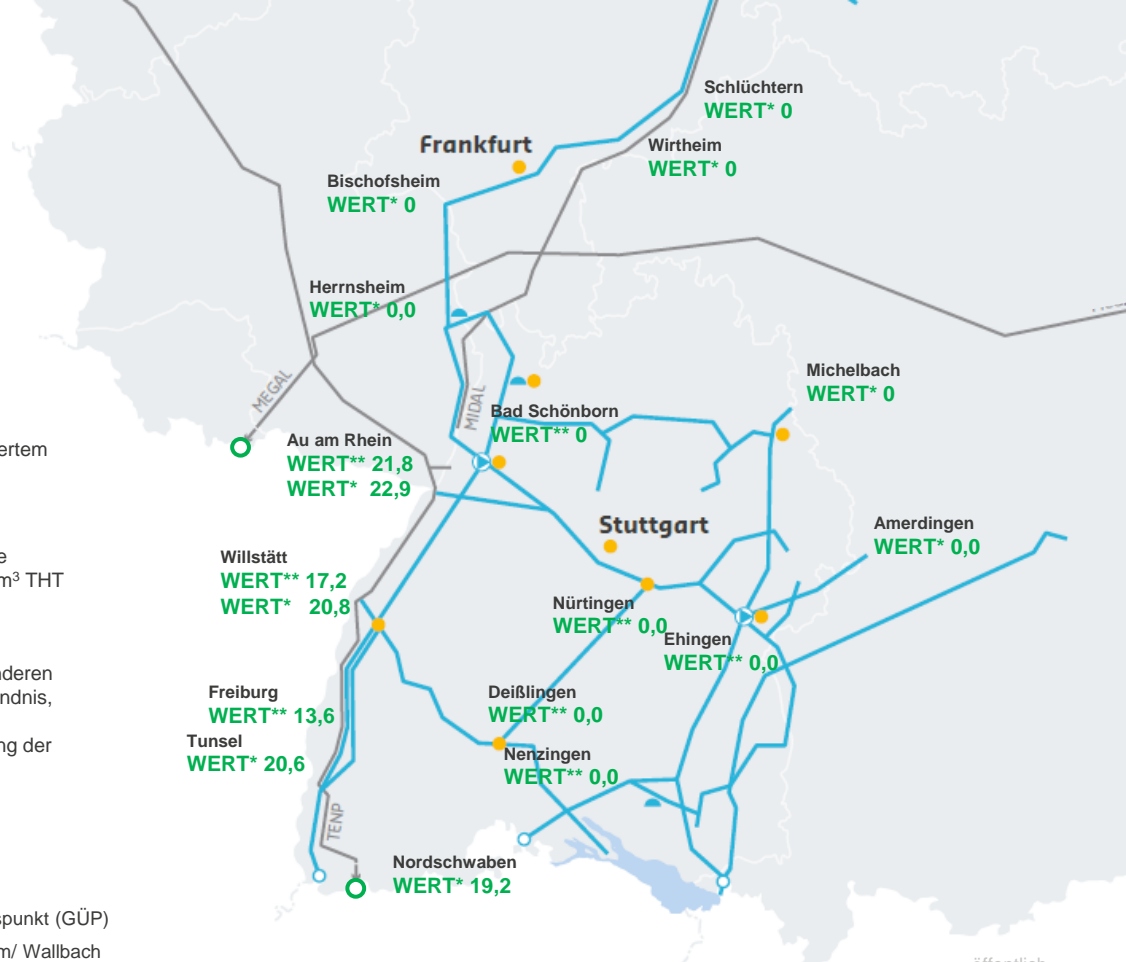 Schlüchtern
WERT* 0
Frankfurt
Wirtheim
WERT* 0
Bischofsheim
WERT* 0
Herrnsheim
WERT* 0,0
MEGAL
MIDAL
Michelbach
WERT* 0
Bad Schönborn
WERT** 0
Au am Rhein
WERT** 21,8
WERT* 22,9
ertem
Stuttgart
Amerdingen
WERT* 0,0
e
m³ THT
Willstätt
WERT** 17,2
WERT* 20,8
Nürtingen
WERT** 0,0
Ehingen
WERT** 0,0
nderen
ndnis,
Freiburg
WERT** 13,6
Deißlingen
WERT** 0,0
ng der
Tunsel
WERT* 20,6
Nenzingen
WERT** 0,0
TENP
Nordschwaben
WERT* 19,2
spunkt (GÜP)
m/ Wallbach
öffentlich